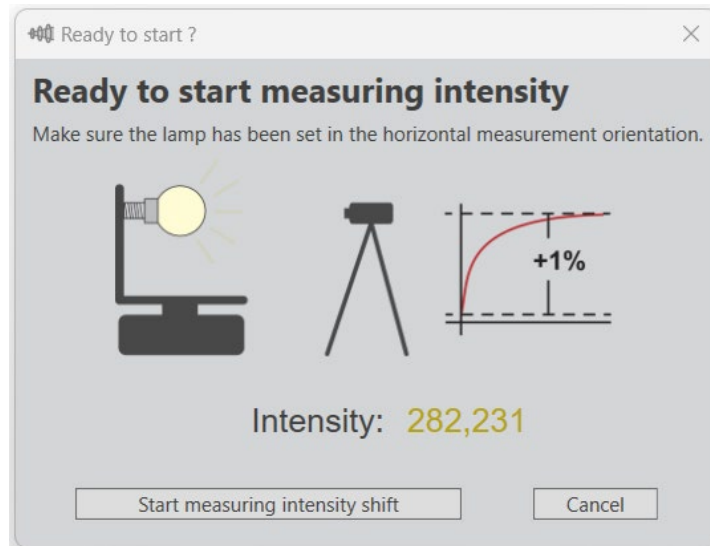 Ready to start ?
Ready to start measuring intensity
Make sure the lamp has been set in the horizontal measurement orientation.
+1%
Intensity: 282,231
Start measuring intensity shift
Cancel